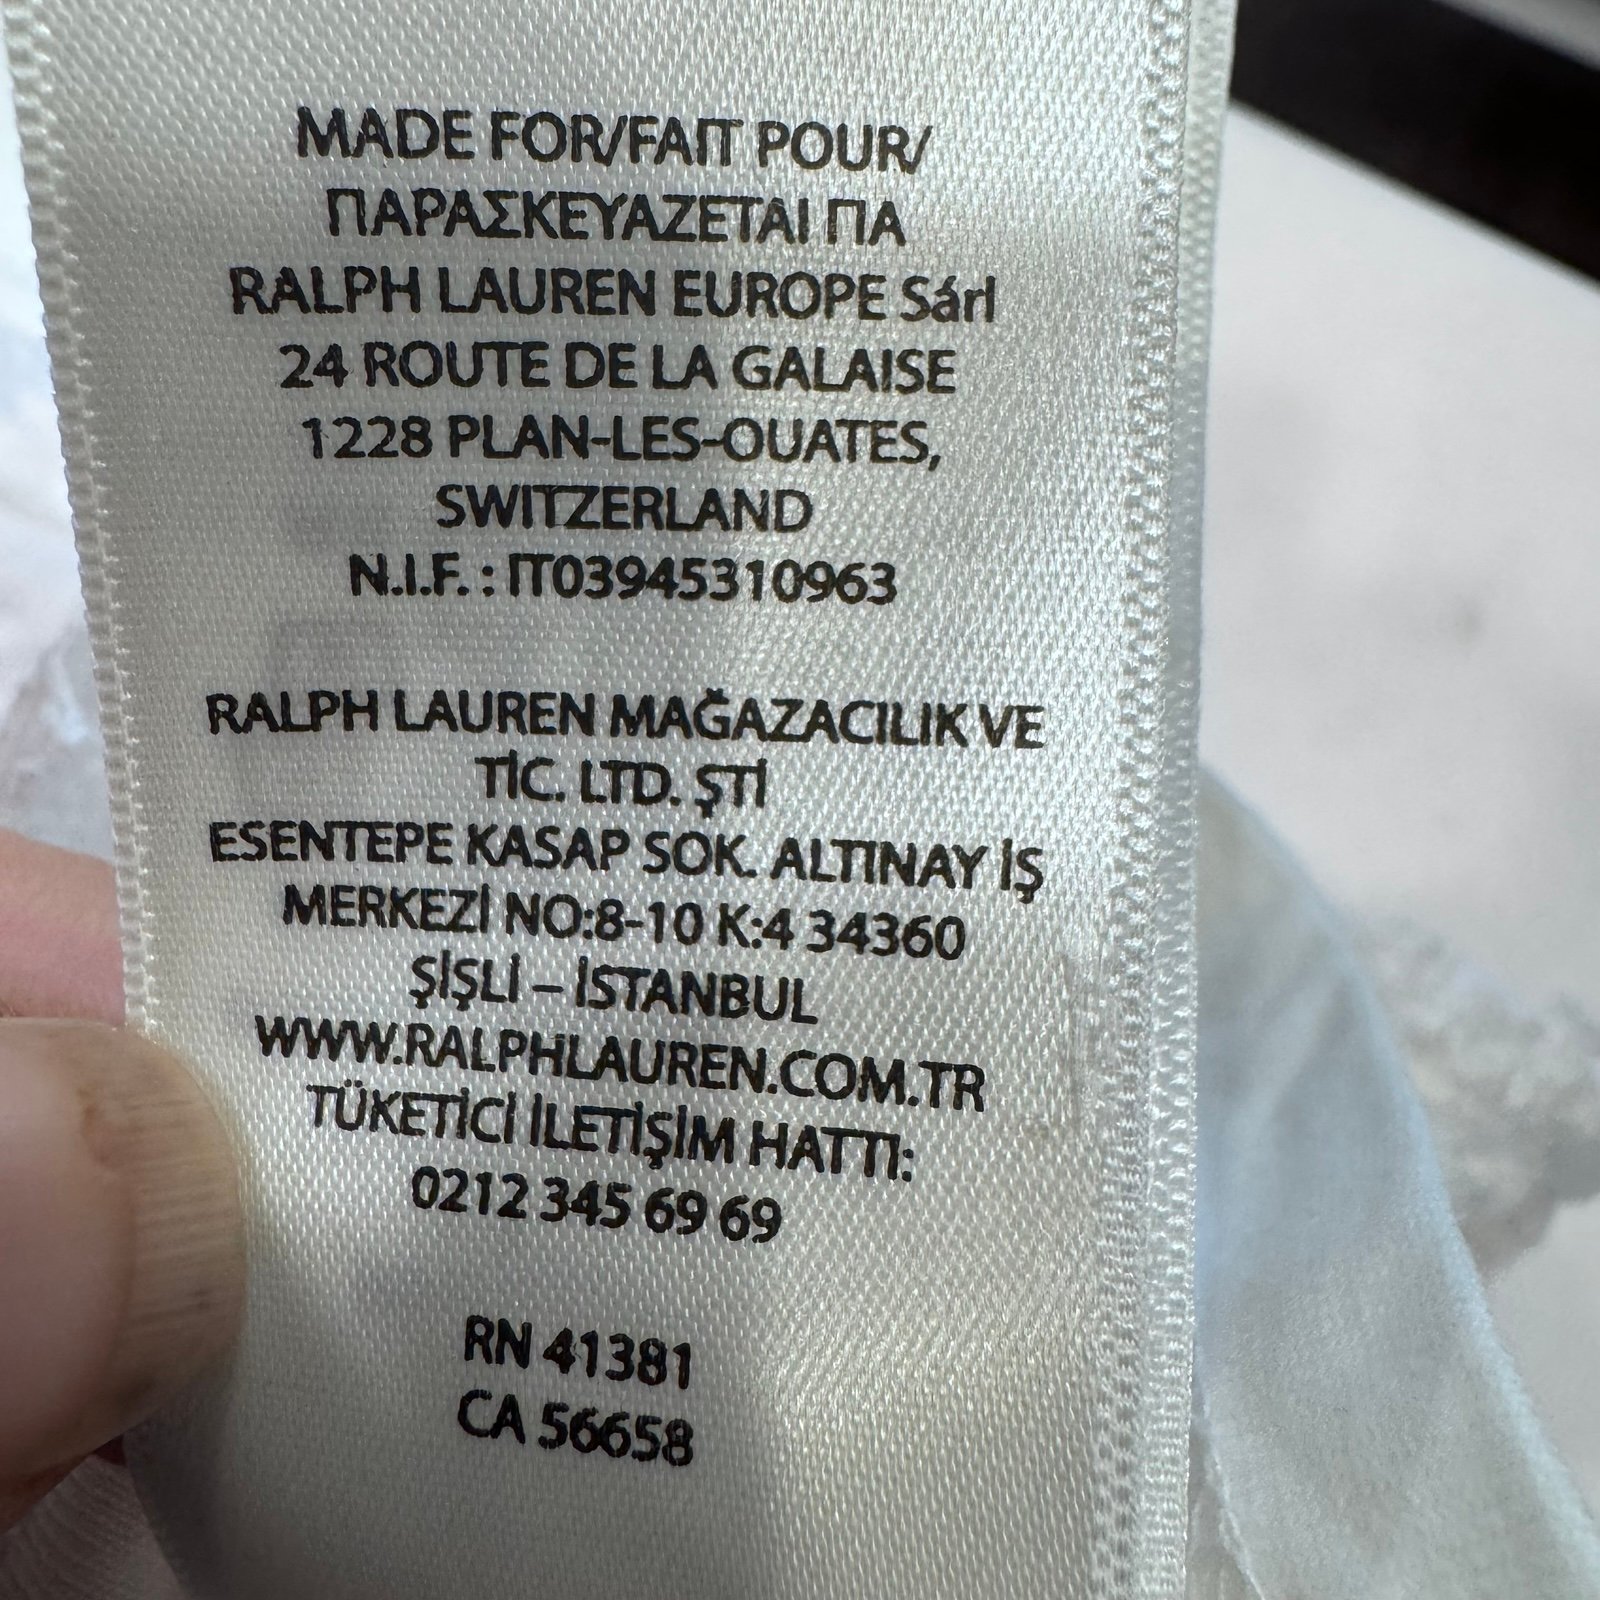 MADE FOR/FAIT POUR/
ΠΑΡΑΣΚΕΥΑΖΕΤΑΙ ΠΑ
RALPH LAUREN EUROPE Sárl
24 ROUTE DE LA GALAISE
1228 PLAN-LES-OUATES,
SWITZERLAND
N.I.F. : IT03945310963
RALPH LAUREN MAĞAZACILIK VE
TİC. LTD. ŞTİ
ESENTEPE KASAP SOK. ALTINAY İŞ
MERKEZİ NO:8-10 K:4 34360
ŞİŞLİ – İSTANBUL
WWW.RALPHLAUREN.COM.TR
TÜKETİCİ İLETİŞİM HATTI:
0212 345 69 69
RN 41381
CA 56658